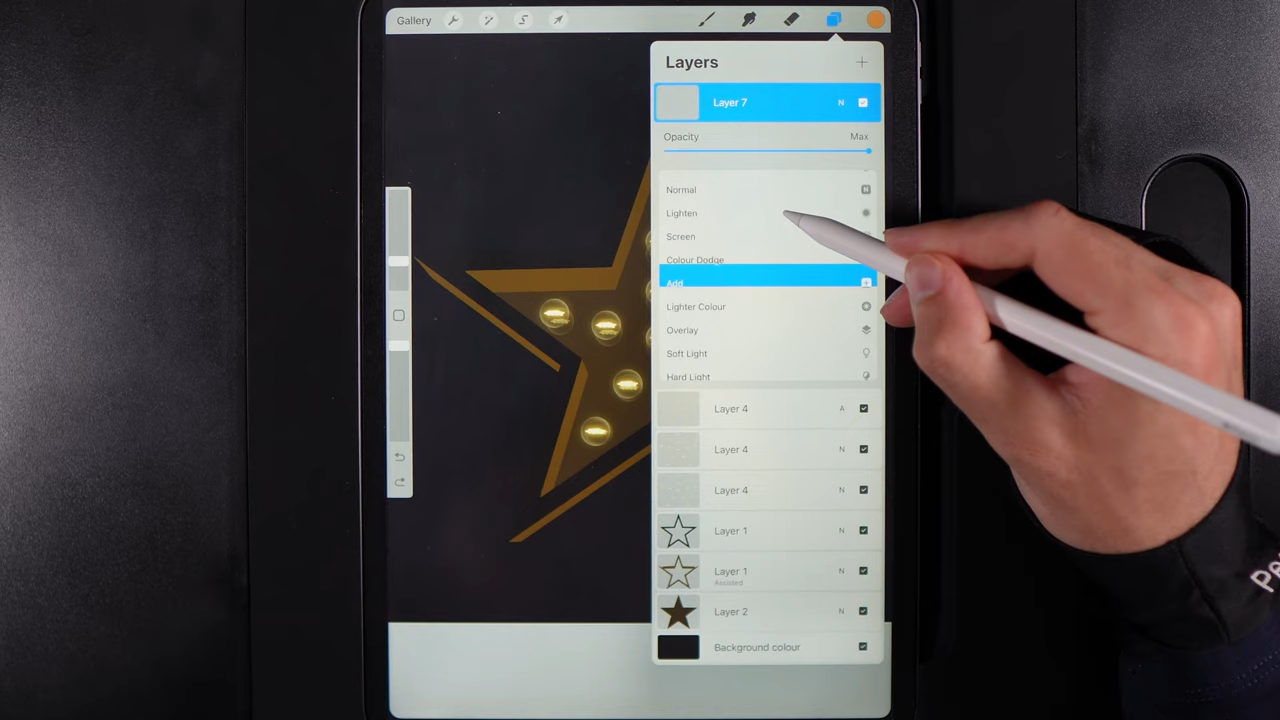 Gallery
Layers
Layer 7 N
Opacity Max
Normal N
Lighten
Screen
Colour Dodge
Add
Lighter Colour
Overlay
Soft Light
Hard Light
Layer 4 A
Layer 4 N
Layer 4 N
Layer 1 N
Layer 1 N
Assisted
Layer 2 N
Background colour